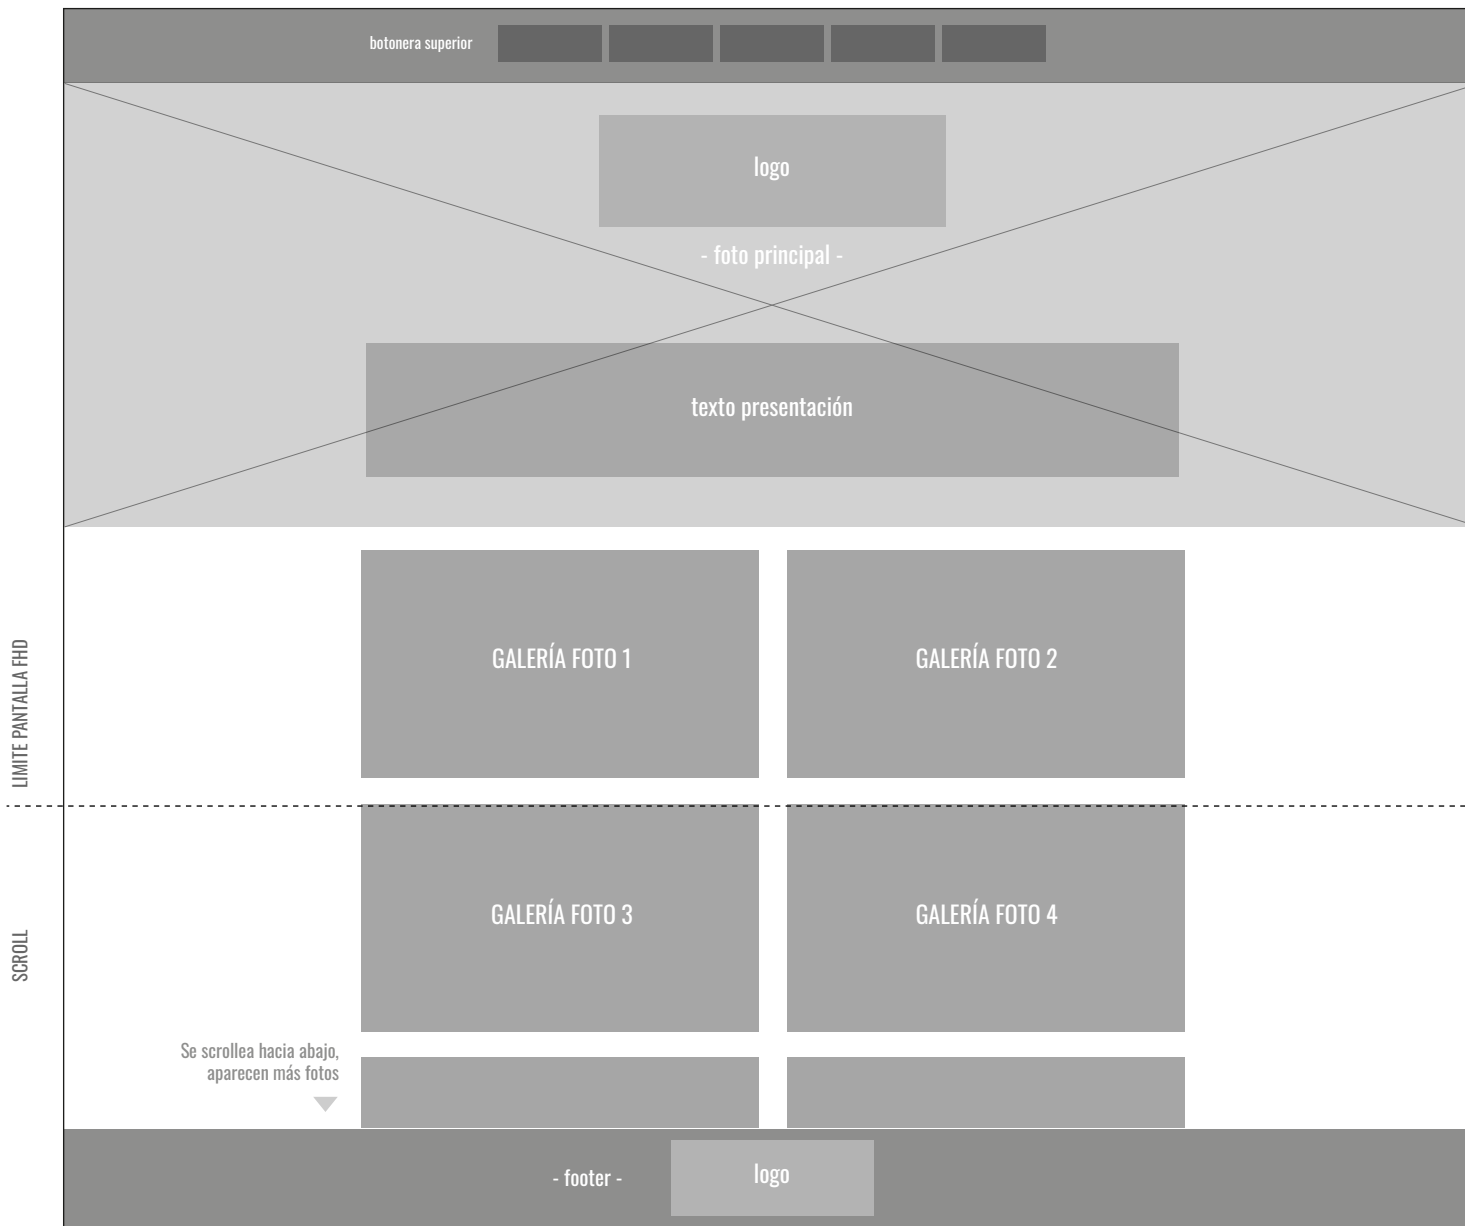 botonera superior
logo
- foto principal -
texto presentación
GALERÍA FOTO 1
GALERÍA FOTO 2
LIMITE PANTALLA FHD
GALERÍA FOTO 3
GALERÍA FOTO 4
SCROLL
Se scrollea hacia abajo,
aparecen más fotos
- footer -
logo